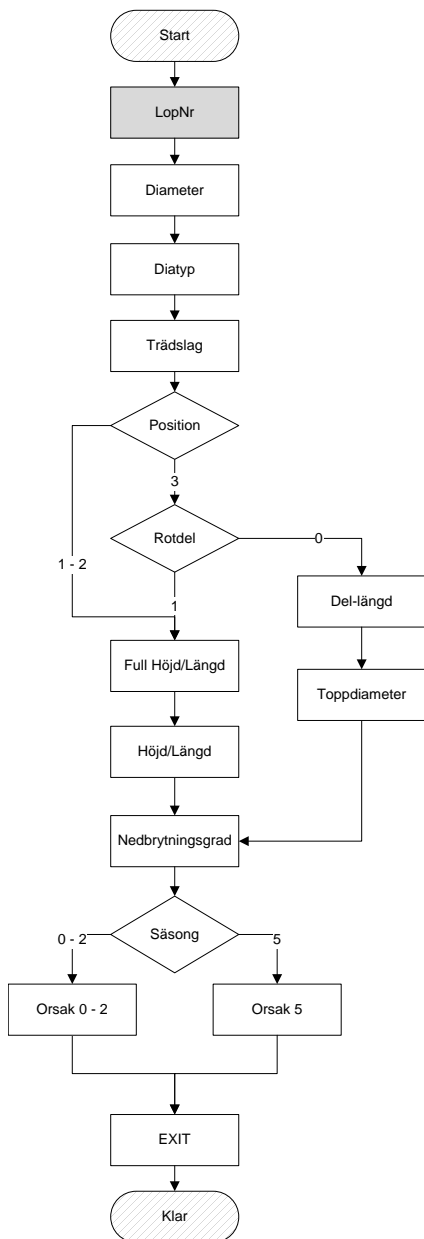 Start
LopNr
Diameter
Diatyp
Trädslag
Position
3
1 - 2
Rotdel
0
1
Del-längd
Full Höjd/Längd
Toppdiameter
Höjd/Längd
Nedbrytningsgrad
Säsong
0 - 2
5
Orsak 0 - 2
Orsak 5
EXIT
Klar